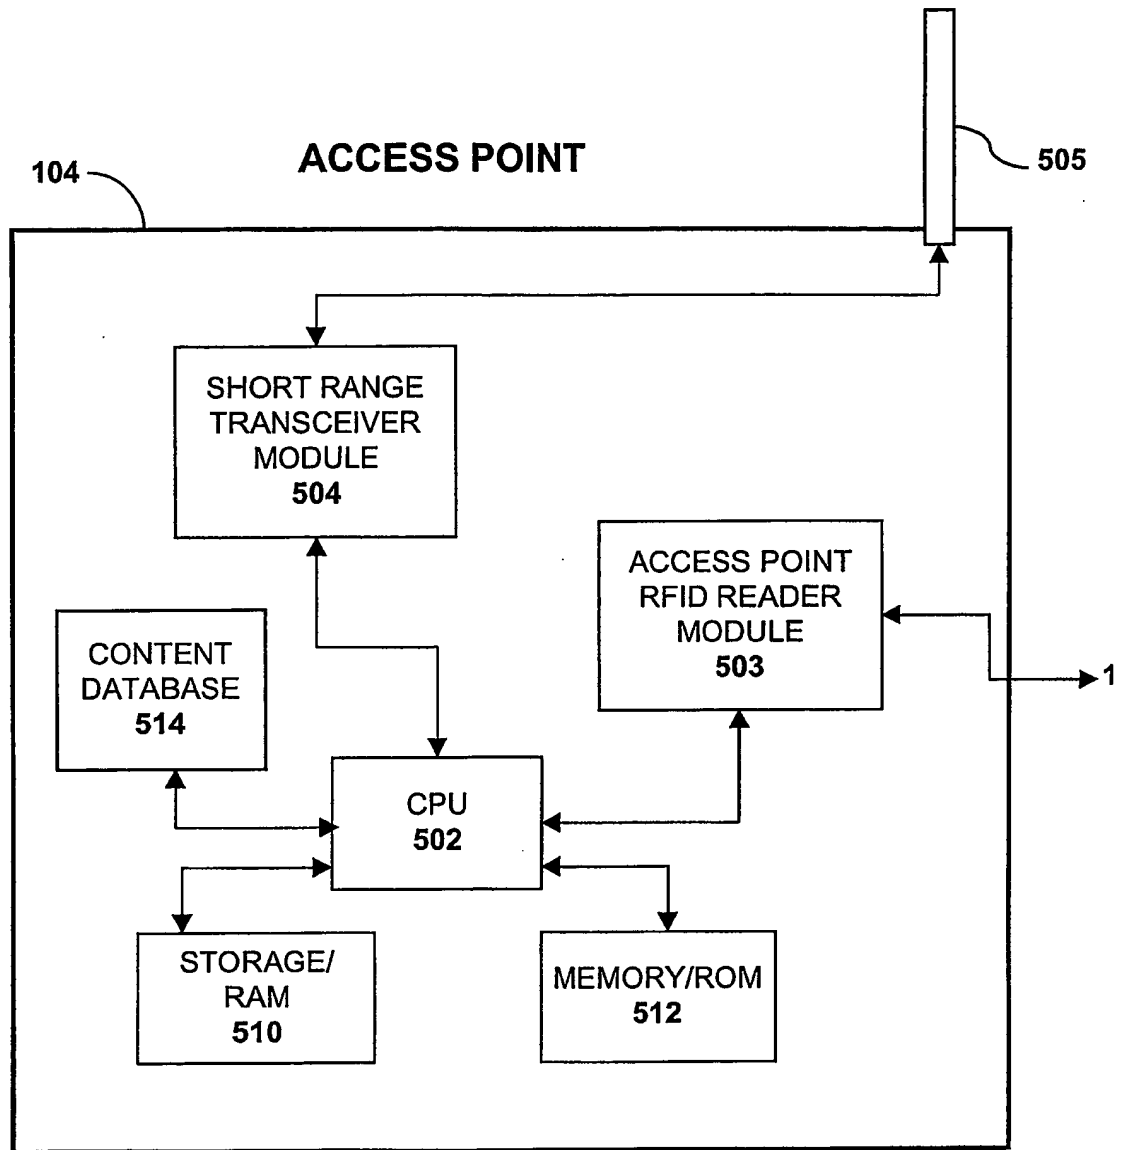 ACCESS POINT
104
505
SHORT RANGE
TRANSCEIVER
MODULE
504
ACCESS POINT
RFID READER
MODULE
503
1
CONTENT
DATABASE
514
CPU
502
STORAGE/
RAM
510
MEMORY/ROM
512